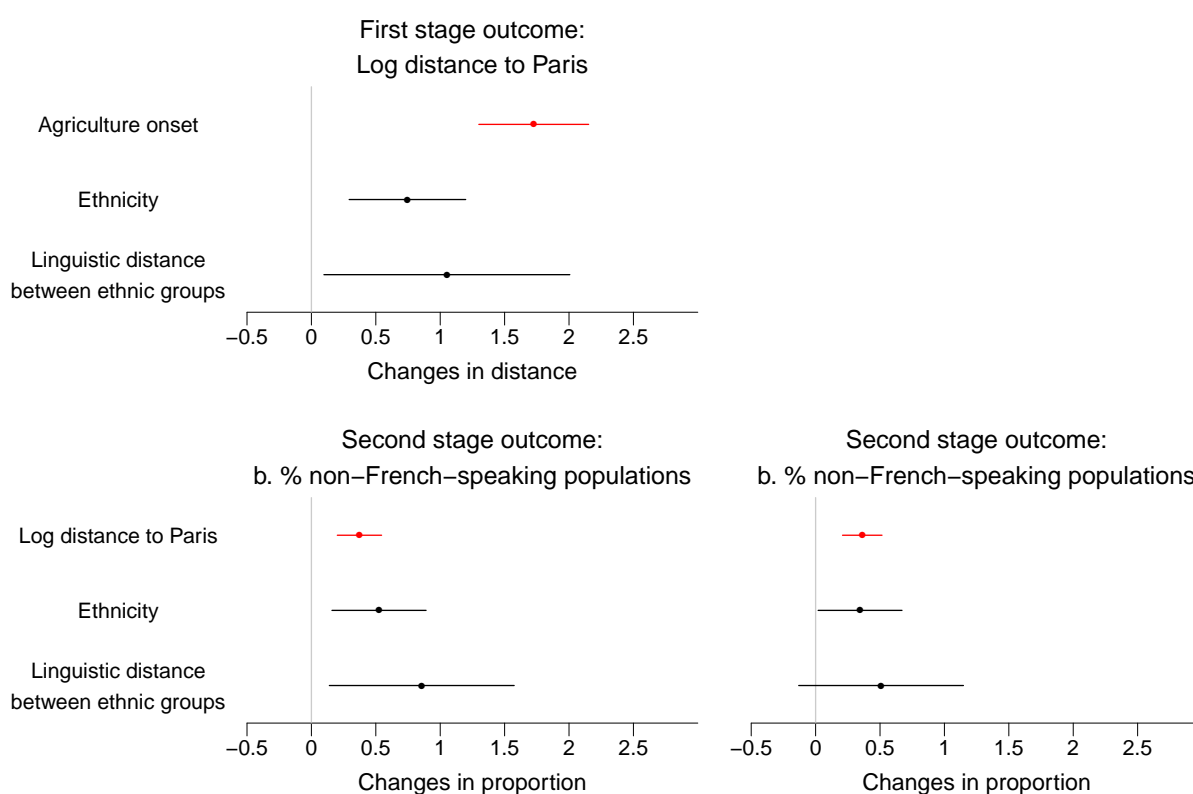 First stage outcome:
Log distance to Paris
Agriculture onset
Ethnicity
Linguistic distance
between ethnic groups
−0.5 0 0.5 1 1.5 2 2.5
Changes in distance
Second stage outcome:
b. % non−French−speaking populations
Log distance to Paris
Ethnicity
Linguistic distance
between ethnic groups
−0.5 0 0.5 1 1.5 2 2.5
Changes in proportion
Second stage outcome:
b. % non−French−speaking populations
−0.5 0 0.5 1 1.5 2 2.5
Changes in proportion